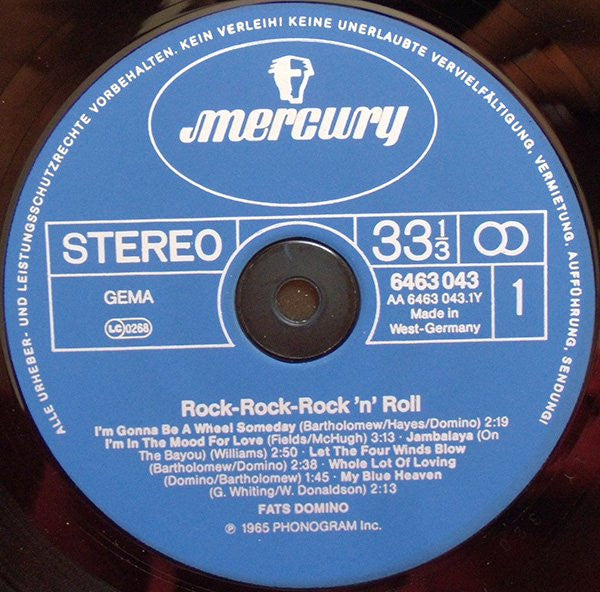 ALLE URHEBER- UND LEISTUNGSSCHUTZRECHTE VORBEHALTEN. KEIN VERLEIH! KEINE UNERLAUBTE VERVIELFÄLTIGUNG, VERMIETUNG, AUFFÜHRUNG, SENDUNG!
mercury
STEREO
33 1/3
GEMA
LC 0268
6463 043
AA 6463 043.1Y
Made in
West-Germany
1
Rock-Rock-Rock 'n' Roll
I'm Gonna Be A Wheel Someday (Bartholomew/Hayes/Domino) 2:19
I'm In The Mood For Love (Fields/McHugh) 3:13 · Jambalaya (On
The Bayou) (Williams) 2:50 · Let The Four Winds Blow
(Bartholomew/Domino) 2:38 · Whole Lot Of Loving
(Domino/Bartholomew) 1:45 · My Blue Heaven
(G. Whiting/W. Donaldson) 2:13
FATS DOMINO
℗ 1965 PHONOGRAM Inc.